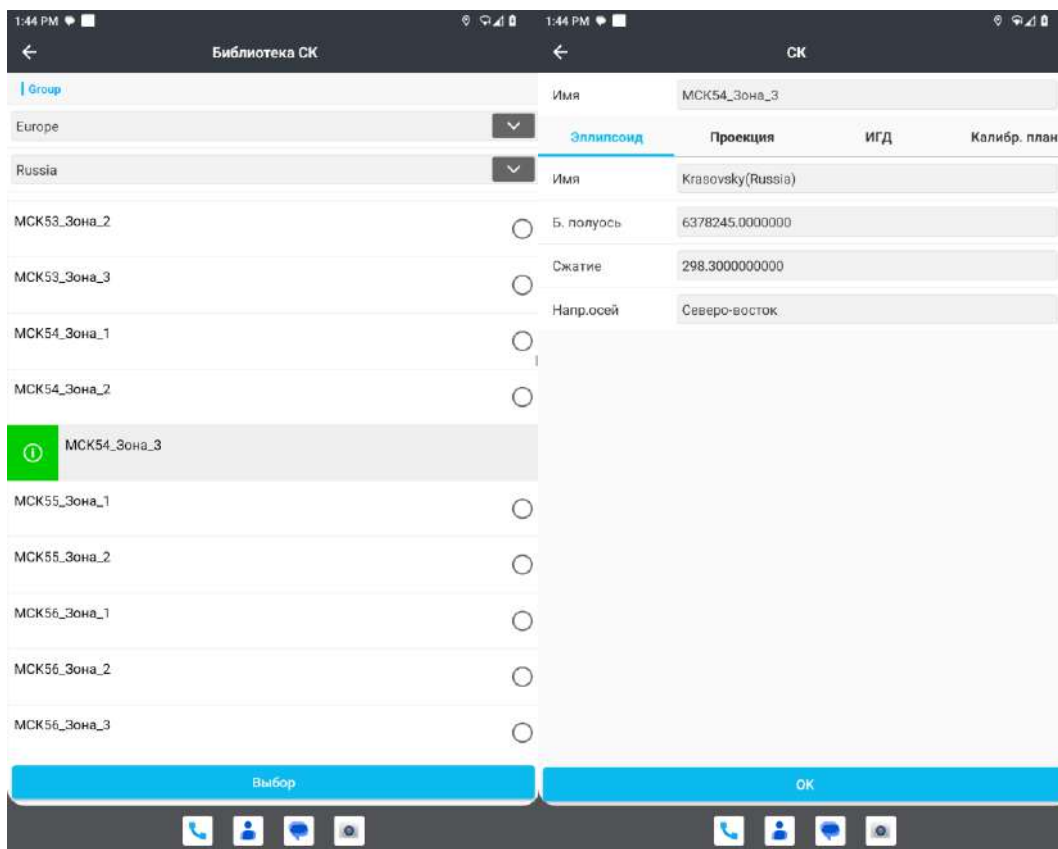 1:44 PM
Библиотека СК
Group
Europe
Russia
МСК53_Зона_2
МСК53_Зона_3
МСК54_Зона_1
МСК54_Зона_2
МСК54_Зона_3
МСК55_Зона_1
МСК55_Зона_2
МСК56_Зона_1
МСК56_Зона_2
МСК56_Зона_3
Выбор
1:44 PM
СК
Имя МСК54_Зона_3
Эллипсоид Проекция ИГД Калибр. план
Имя Krasovsky(Russia)
Б. полуось 6378245.0000000
Сжатие 298.3000000000
Напр.осей Северо-восток
OK